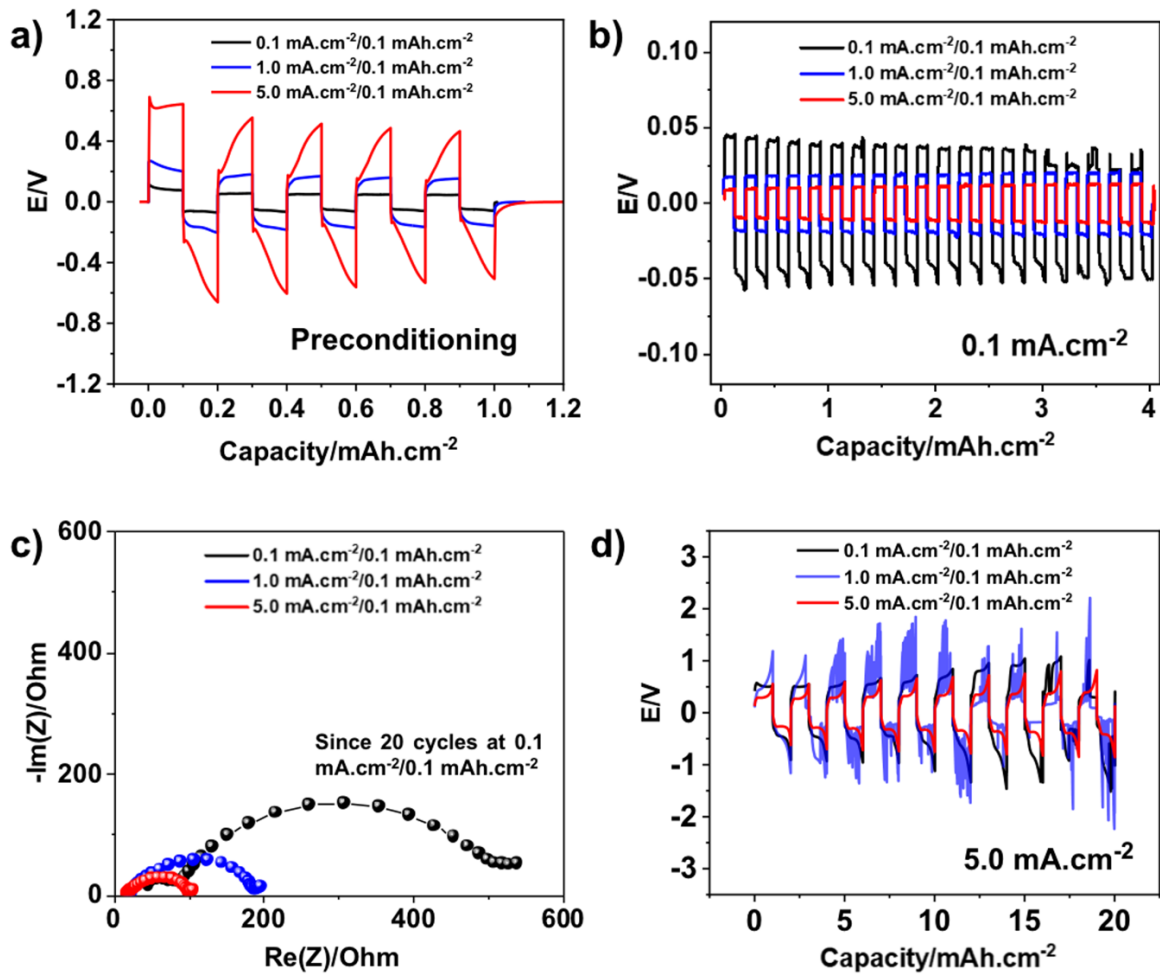 a)
1.2
0.8
0.4
0.0
-0.4
-0.8
-1.2
E/V
0.1 mA.cm⁻²/0.1 mAh.cm⁻²
1.0 mA.cm⁻²/0.1 mAh.cm⁻²
5.0 mA.cm⁻²/0.1 mAh.cm⁻²
Preconditioning
0.0 0.2 0.4 0.6 0.8 1.0 1.2
Capacity/mAh.cm⁻²
b)
0.10
0.05
0.00
-0.05
-0.10
E/V
0.1 mA.cm⁻²/0.1 mAh.cm⁻²
1.0 mA.cm⁻²/0.1 mAh.cm⁻²
5.0 mA.cm⁻²/0.1 mAh.cm⁻²
0.1 mA.cm⁻²
0 1 2 3 4
Capacity/mAh.cm⁻²
c)
600
400
200
0
-Im(Z)/Ohm
0.1 mA.cm⁻²/0.1 mAh.cm⁻²
1.0 mA.cm⁻²/0.1 mAh.cm⁻²
5.0 mA.cm⁻²/0.1 mAh.cm⁻²
Since 20 cycles at 0.1
mA.cm⁻²/0.1 mAh.cm⁻²
0 200 400 600
Re(Z)/Ohm
d)
3
2
1
0
-1
-2
-3
E/V
0.1 mA.cm⁻²/0.1 mAh.cm⁻²
1.0 mA.cm⁻²/0.1 mAh.cm⁻²
5.0 mA.cm⁻²/0.1 mAh.cm⁻²
5.0 mA.cm⁻²
0 5 10 15 20
Capacity/mAh.cm⁻²